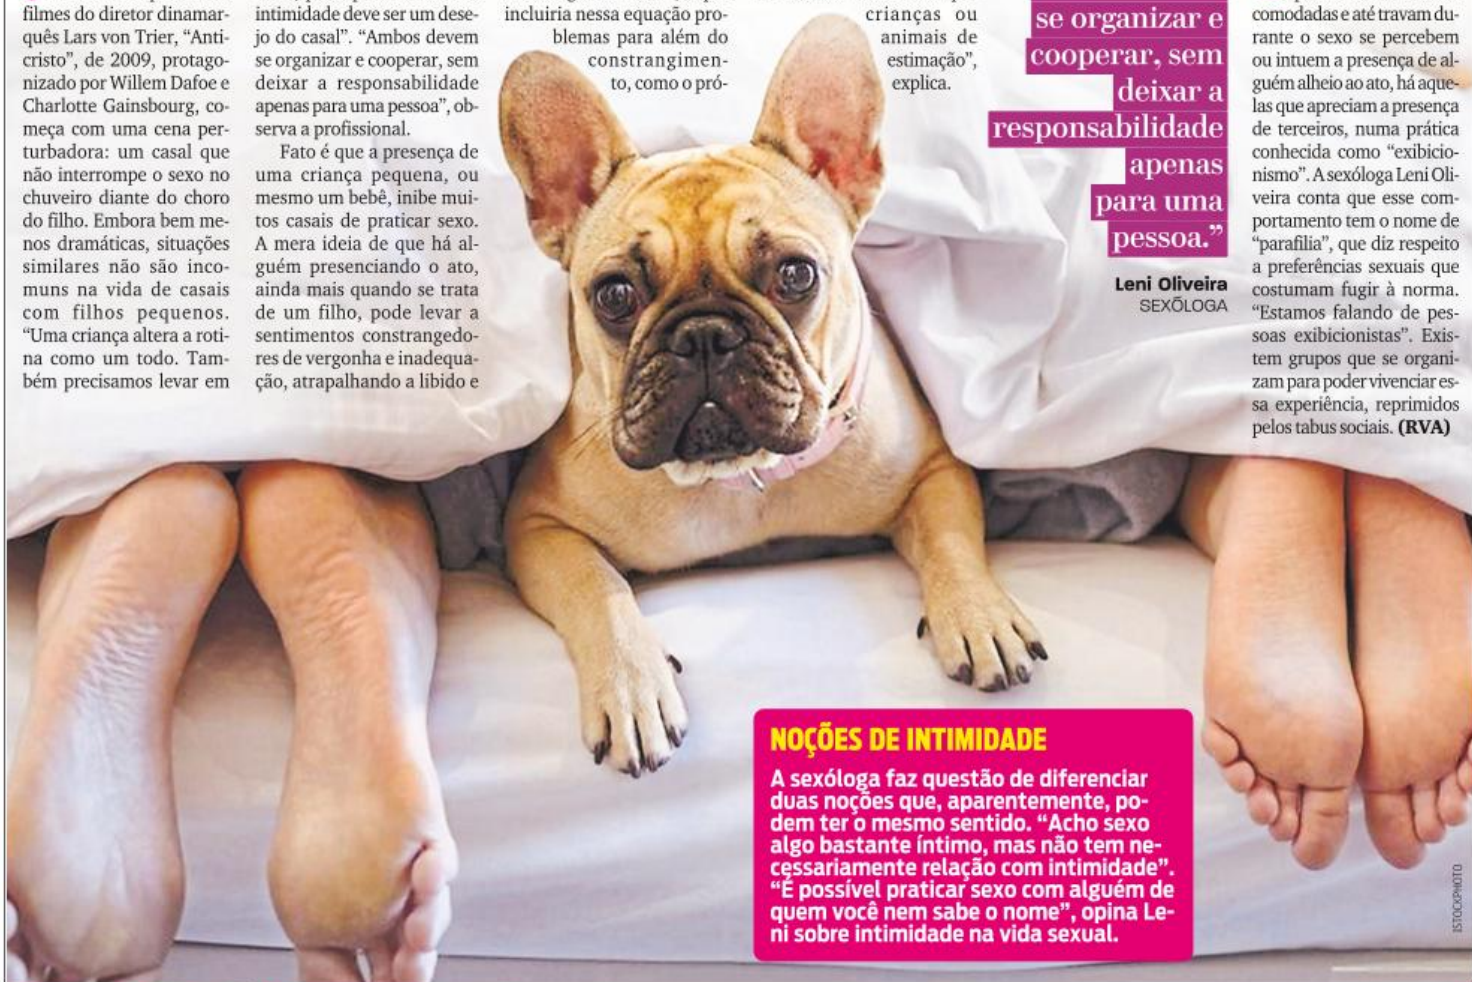 filmes do diretor dinamar-
quês Lars von Trier, “Anti-
cristo”, de 2009, protago-
nizado por Willem Dafoe e
Charlotte Gainsbourg, co-
meça com uma cena per-
turbadora: um casal que
não interrompe o sexo no
chuveiro diante do choro
do filho. Embora bem me-
nos dramáticas, situações
similares não são inco-
muns na vida de casais
com filhos pequenos.
“Uma criança altera a roti-
na como um todo. Tam-
bém precisamos levar em
intimidade deve ser um dese-
jo do casal”. “Ambos devem
se organizar e cooperar, sem
deixar a responsabilidade
apenas para uma pessoa”, ob-
serva a profissional.
Fato é que a presença de
uma criança pequena, ou
mesmo um bebê, inibe mui-
tos casais de praticar sexo.
A mera ideia de que há al-
guém presenciando o ato,
ainda mais quando se trata
de um filho, pode levar a
sentimentos constrangedo-
res de vergonha e inadequa-
ção, atrapalhando a libido e
incluiria nessa equação pro-
blemas para além do
constrangimen-
to, como o pró-
crianças ou
animais de
estimação”,
explica.
se organizar e
cooperar, sem
deixar a
responsabilidade
apenas
para uma
pessoa.”
Leni Oliveira
SEXÓLOGA
comodadas e até travam du-
rante o sexo se percebem
ou intuem a presença de al-
guém alheio ao ato, há aque-
las que apreciam a presença
de terceiros, numa prática
conhecida como “exibicio-
nismo”. A sexóloga Leni Oli-
veira conta que esse com-
portamento tem o nome de
“parafilia”, que diz respeito
a preferências sexuais que
costumam fugir à norma.
“Estamos falando de pes-
soas exibicionistas”. Exis-
tem grupos que se organi-
zam para poder vivenciar es-
sa experiência, reprimidos
pelos tabus sociais. (RVA)
NOÇÕES DE INTIMIDADE
A sexóloga faz questão de diferenciar
duas noções que, aparentemente, po-
dem ter o mesmo sentido. “Acho sexo
algo bastante íntimo, mas não tem ne-
cessariamente relação com intimidade”.
“É possível praticar sexo com alguém de
quem você nem sabe o nome”, opina Le-
ni sobre intimidade na vida sexual.
ISTOCKPHOTO